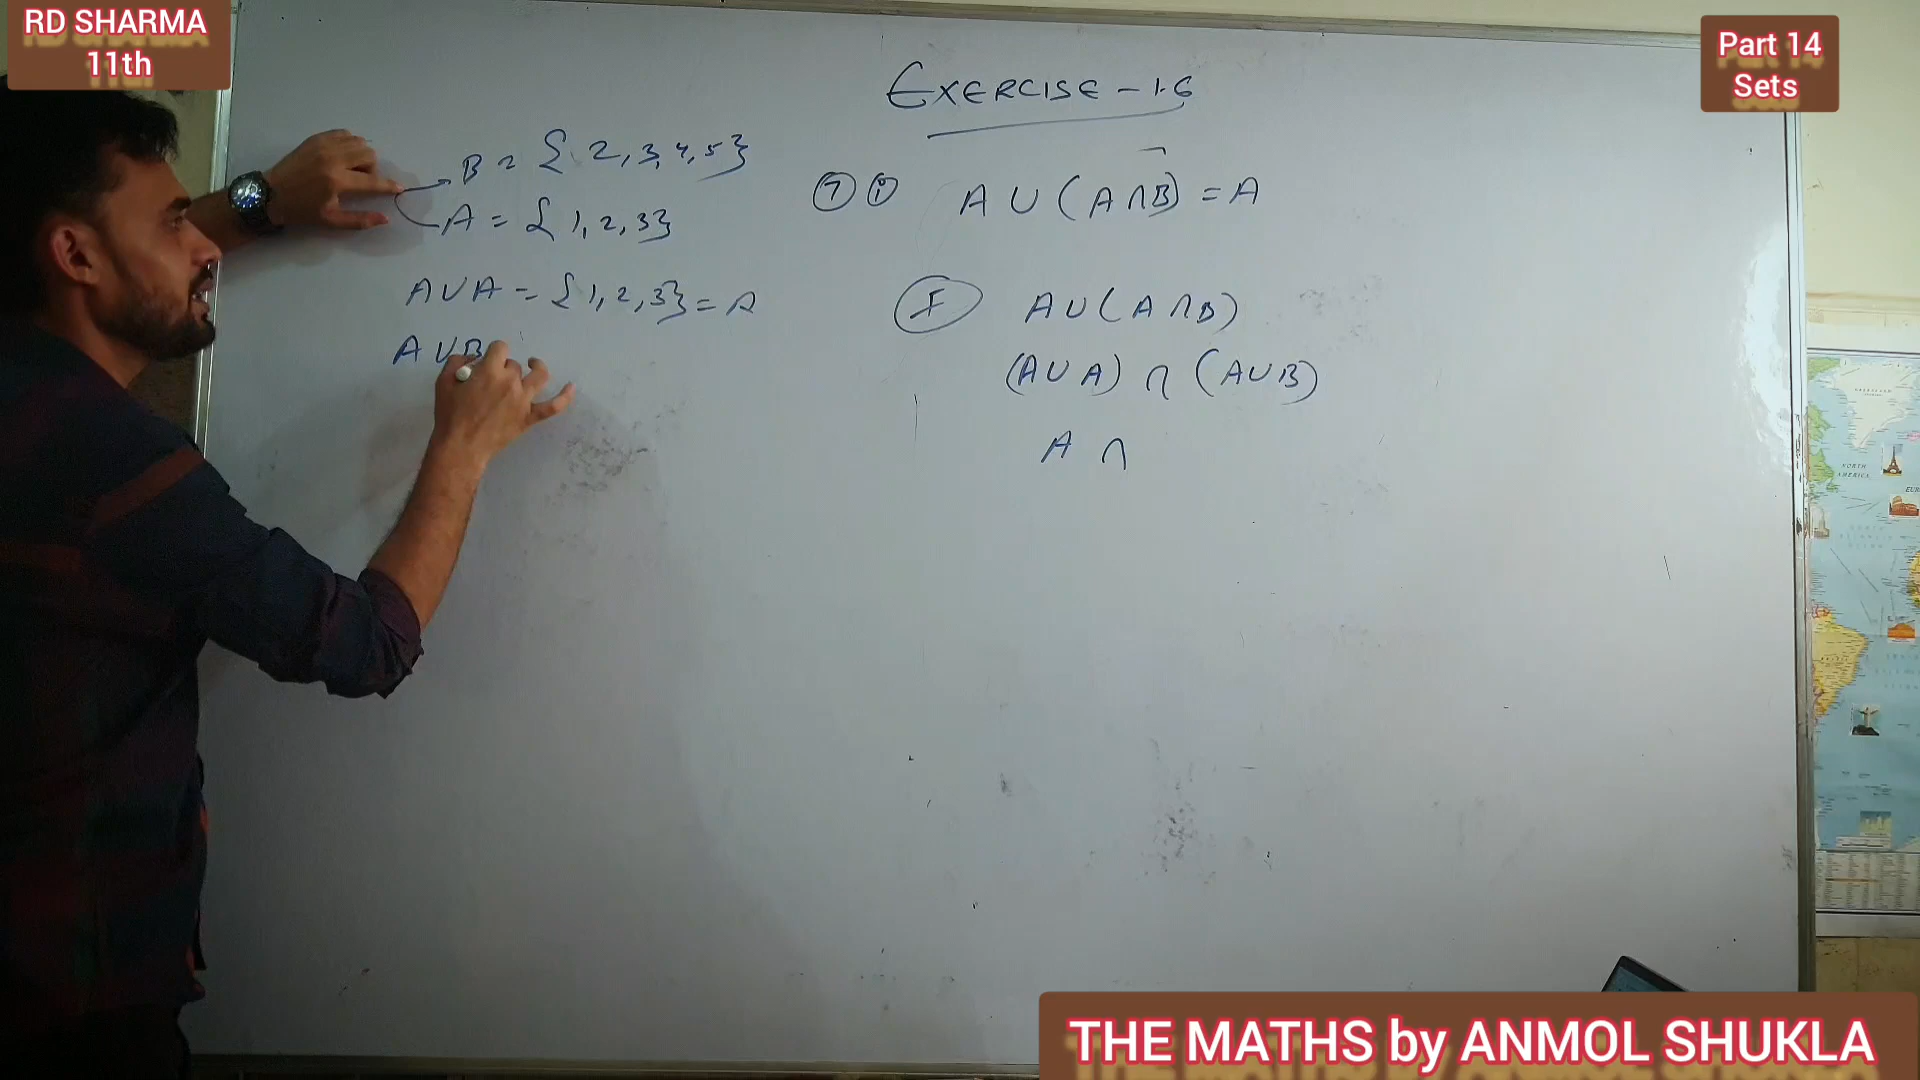 RD SHARMA
11th
Part 14
Sets
EXERCISE - 1.6
B = { 2, 3, 4, 5 }
A = { 1, 2, 3 }
A ∪ A = { 1, 2, 3 } = A
A ∪ B
7 i A ∪ ( A ∩ B ) = A
I A ∪ ( A ∩ B )
(A ∪ A) ∩ (A ∪ B)
A ∩
THE MATHS by ANMOL SHUKLA